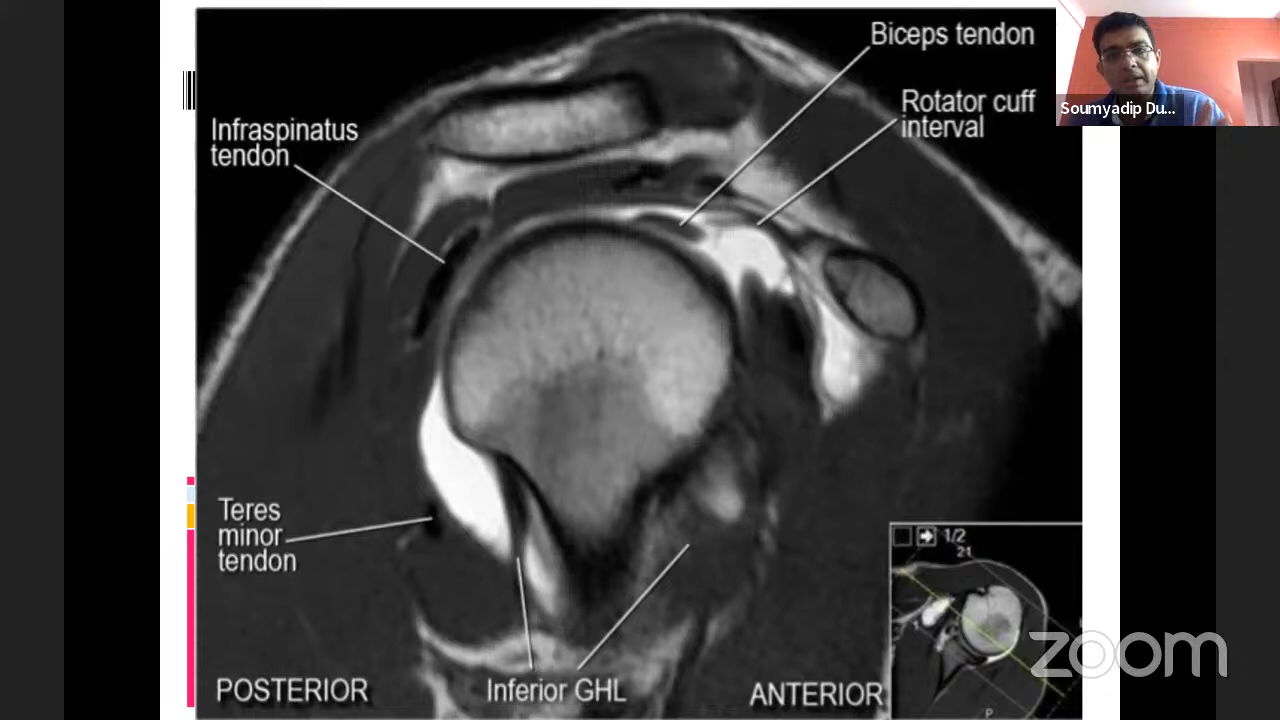 Biceps tendon
Rotator cuff
interval
Soumyadip Du...
Infraspinatus
tendon
Teres
minor
tendon
1/2
21
POSTERIOR
Inferior GHL
ANTERIOR
P
zoom